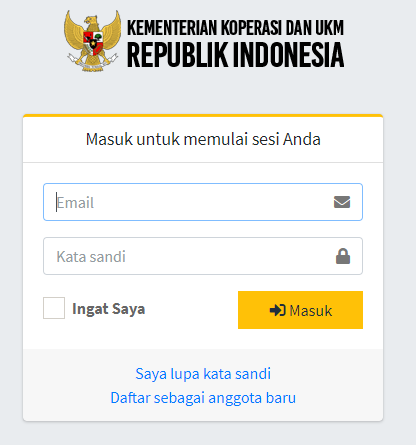 KEMENTERIAN KOPERASI DAN UKM
REPUBLIK INDONESIA
Masuk untuk memulai sesi Anda
Email
Kata sandi
Ingat Saya
Masuk
Saya lupa kata sandi
Daftar sebagai anggota baru